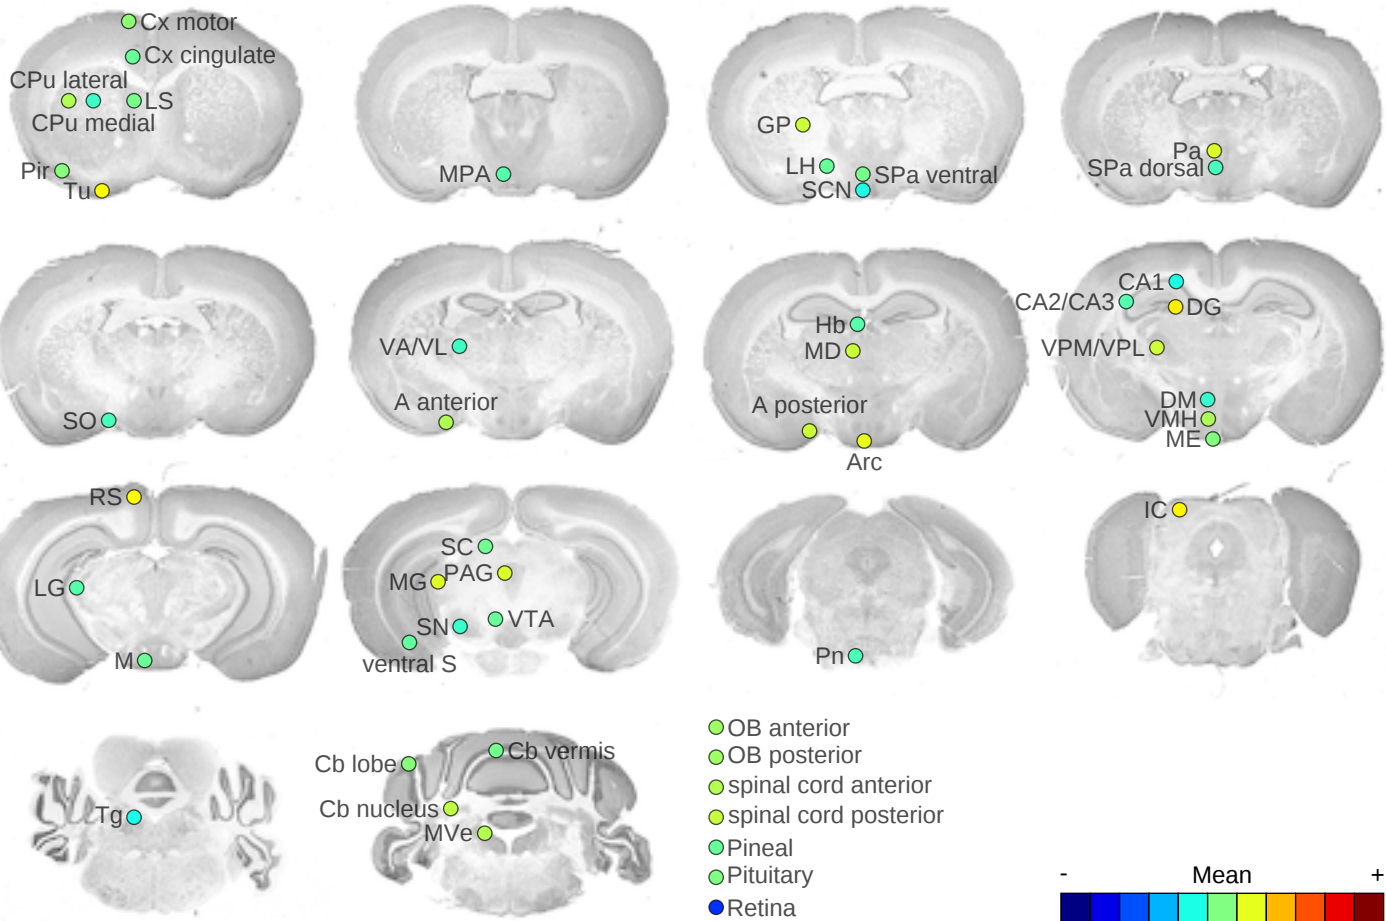 Cx motor
Cx cingulate
CPu lateral
LS
CPu medial
Pir
Tu
MPA
GP
LH
SPa ventral
SCN
Pa
SPa dorsal
SO
VA/VL
A anterior
Hb
MD
A posterior
Arc
CA1
CA2/CA3
DG
VPM/VPL
DM
VMH
ME
RS
LG
M
SC
MG
PAG
SN
VTA
ventral S
Pn
IC
Tg
Cb lobe
Cb vermis
Cb nucleus
MVe
OB anterior
OB posterior
spinal cord anterior
spinal cord posterior
Pineal
Pituitary
Retina
- Mean +